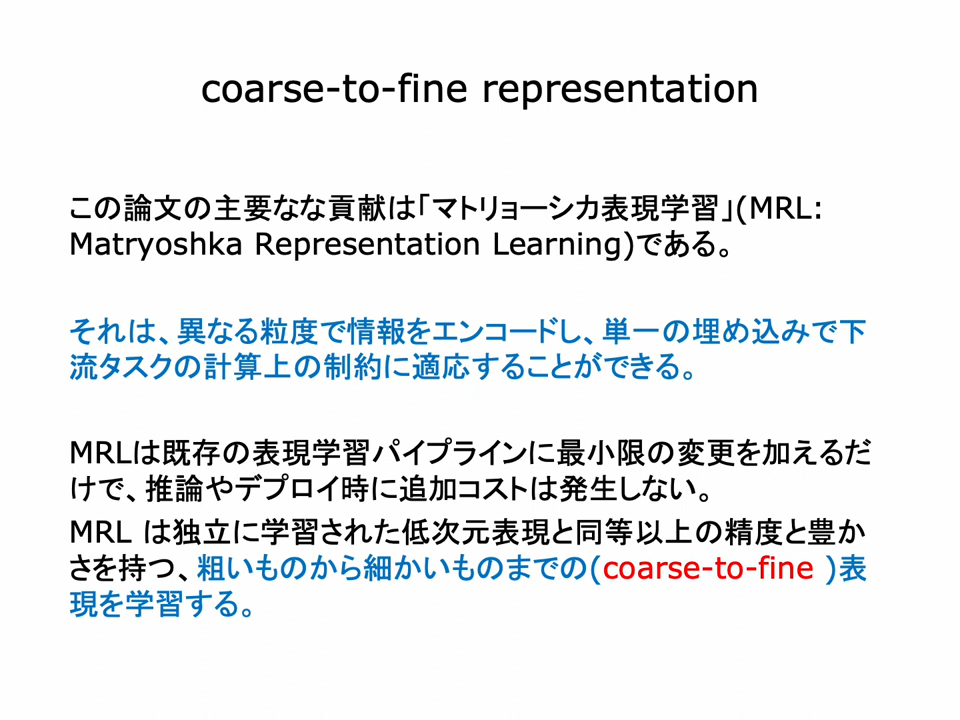 coarse-to-fine representation
この論文の主要なな貢献は「マトリョーシカ表現学習」(MRL:
Matryoshka Representation Learning)である。
それは、異なる粒度で情報をエンコードし、単一の埋め込みで下
流タスクの計算上の制約に適応することができる。
MRLは既存の表現学習パイプラインに最小限の変更を加えるだ
けで、推論やデプロイ時に追加コストは発生しない。
MRL は独立に学習された低次元表現と同等以上の精度と豊か
さを持つ、粗いものから細かいものまでの(coarse-to-fine )表
現を学習する。